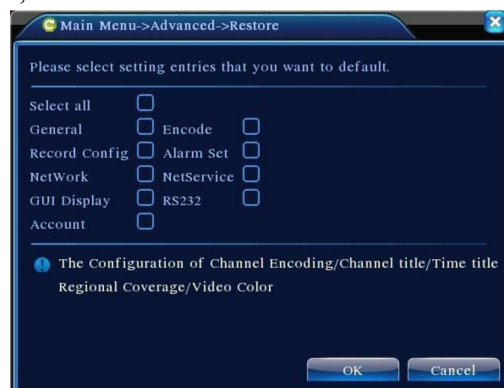 Main Menu->Advanced->Restore
Please select setting entries that you want to default.
Select all
General Encode
Record Config Alarm Set
NetWork NetService
GUI Display RS232
Account
The Configuration of Channel Encoding/Channel title/Time title
Regional Coverage/Video Color
OK Cancel